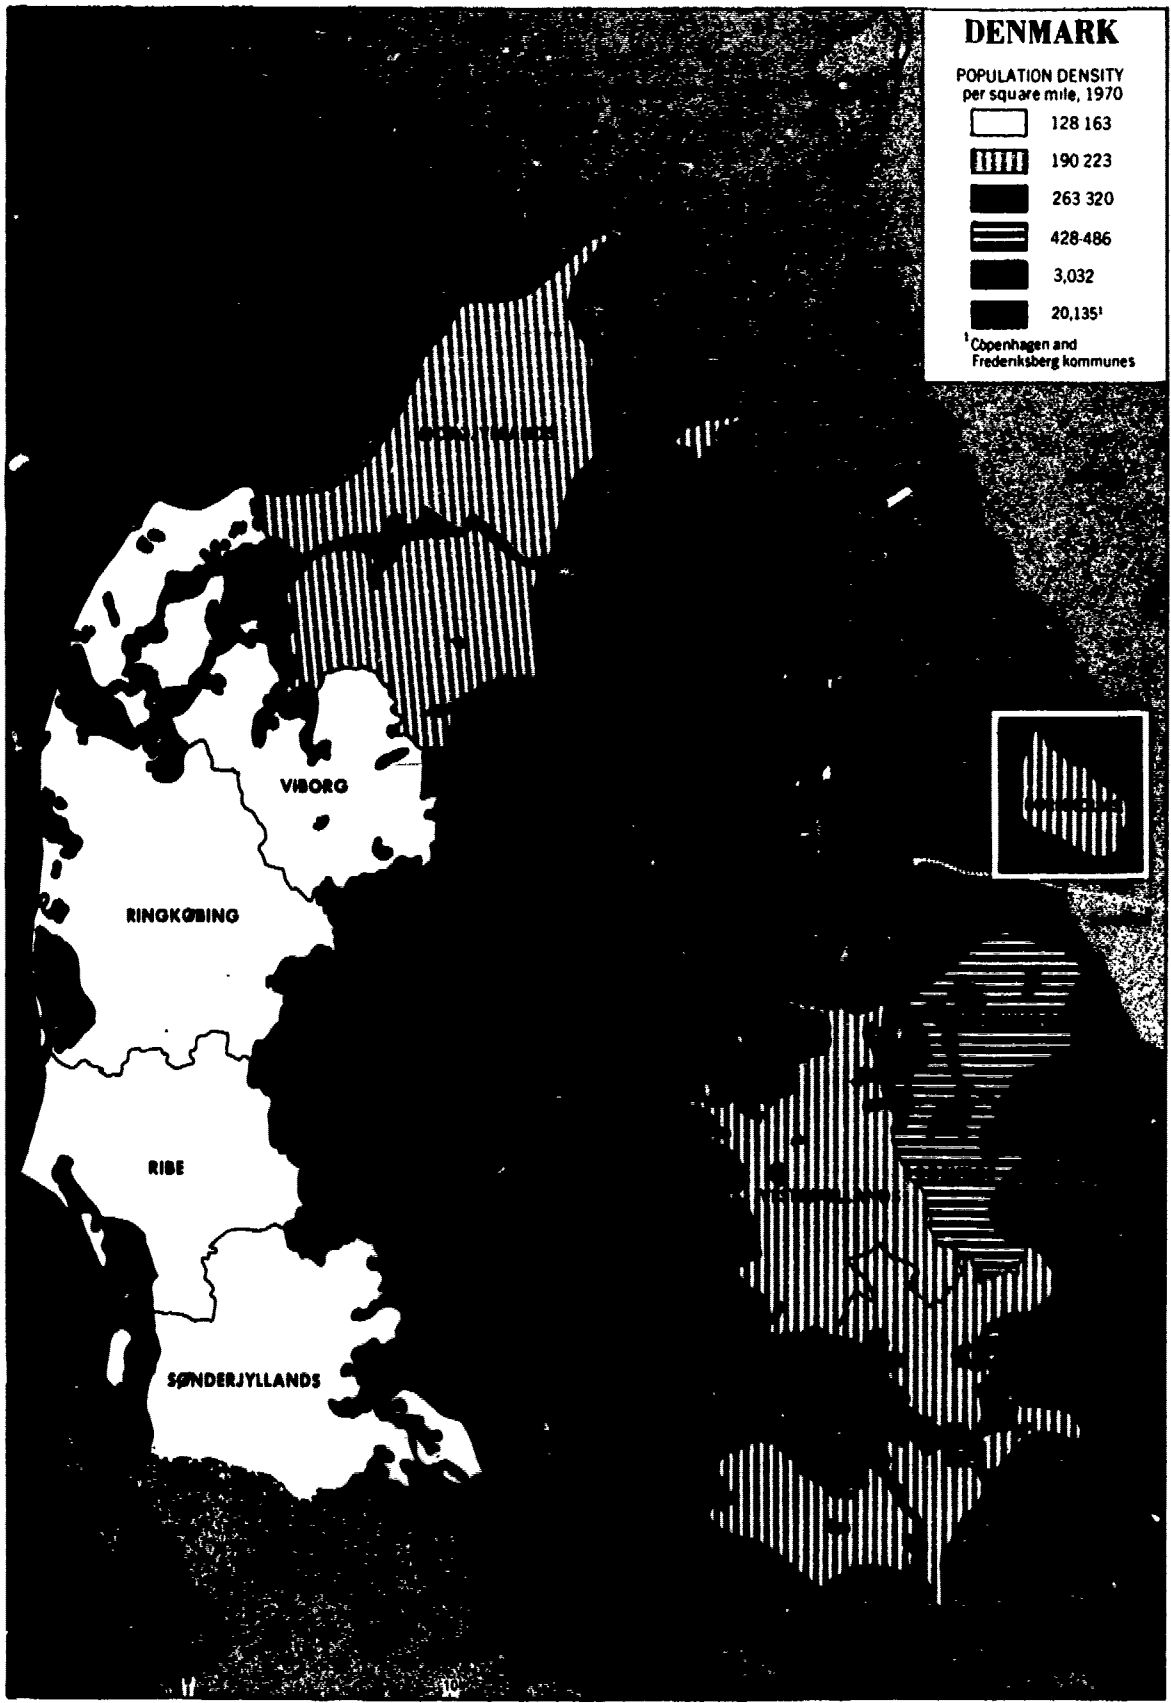 DENMARK
POPULATION DENSITY
per square mile, 1970
128 163
190 223
263 320
428-486
3,032
20,135¹
¹Copenhagen and
Frederiksberg kommunes
VIBORG
RINGKØBING
RIBE
SØNDERJYLLANDS